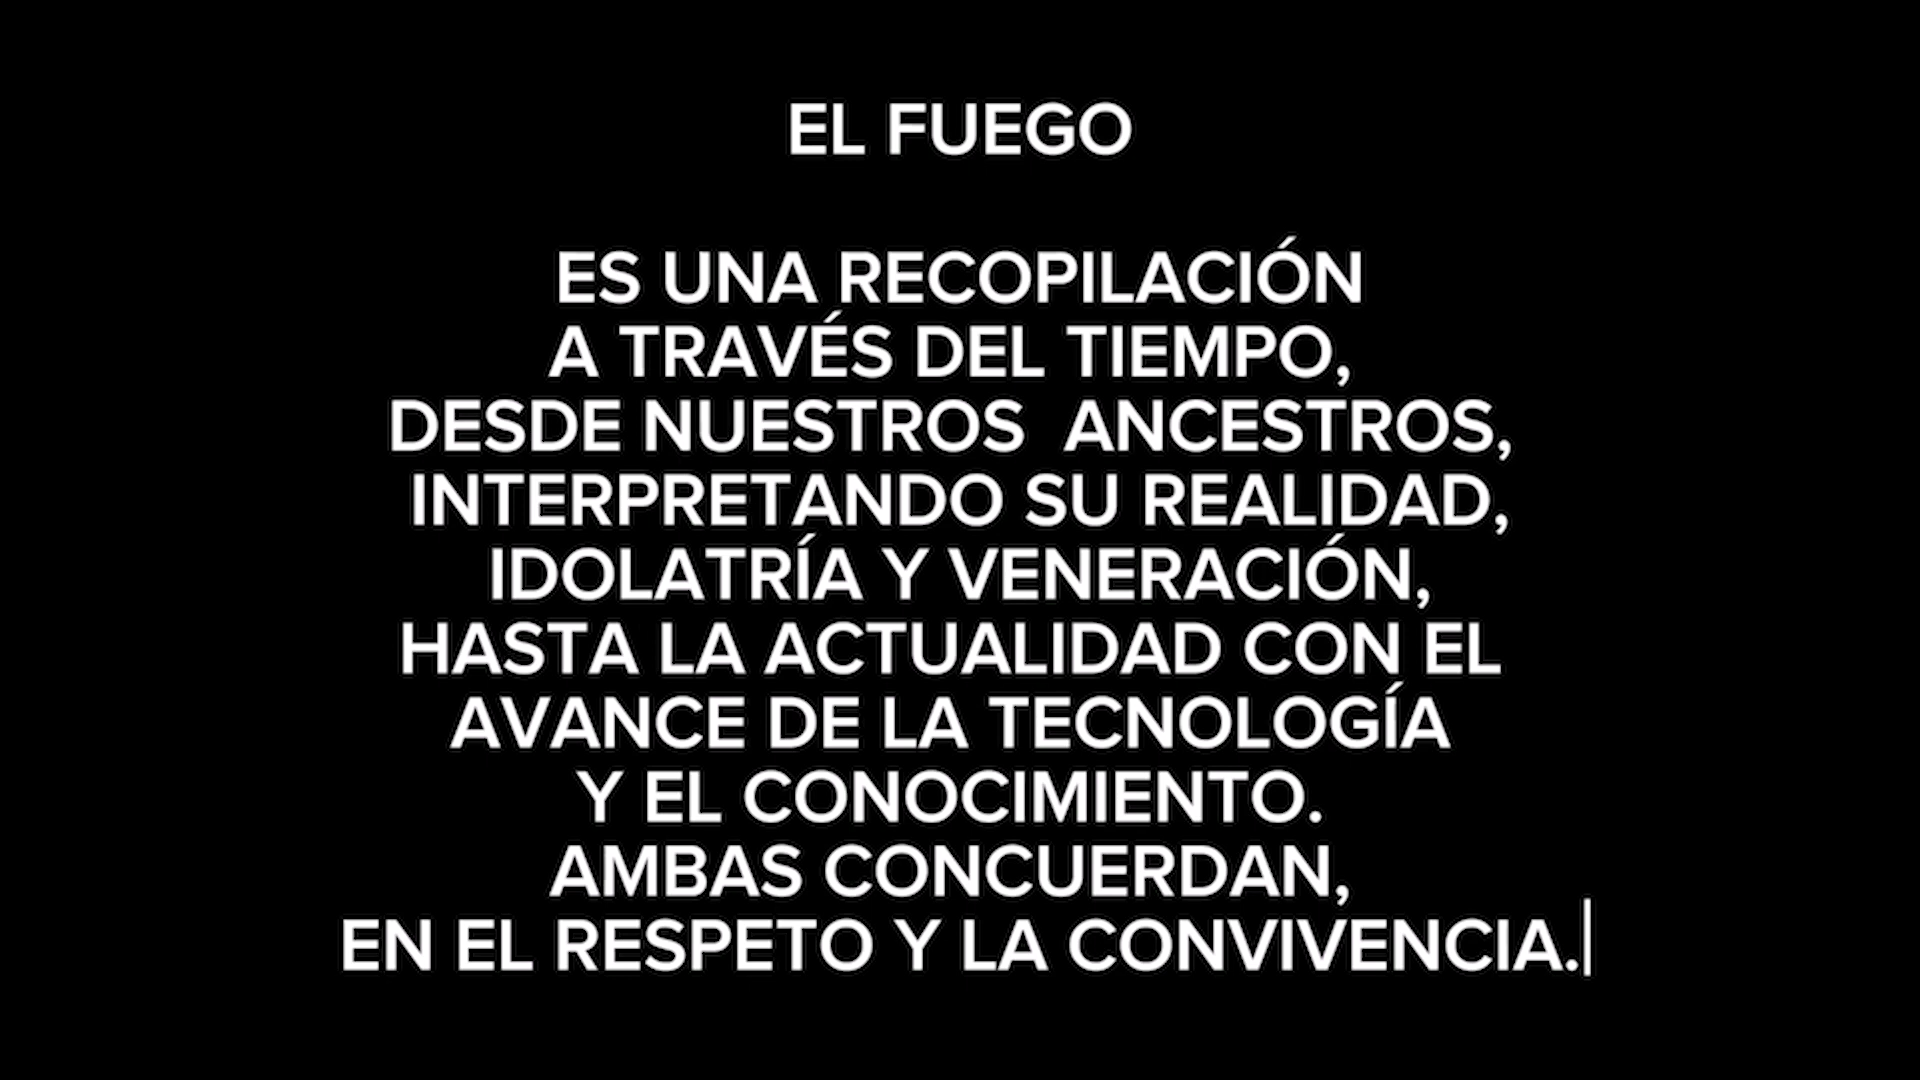 EL FUEGO
ES UNA RECOPILACIÓN
A TRAVÉS DEL TIEMPO,
DESDE NUESTROS  ANCESTROS,
INTERPRETANDO SU REALIDAD,
IDOLATRÍA Y VENERACIÓN,
HASTA LA ACTUALIDAD CON EL
AVANCE DE LA TECNOLOGÍA
Y EL CONOCIMIENTO.
AMBAS CONCUERDAN,
EN EL RESPETO Y LA CONVIVENCIA.